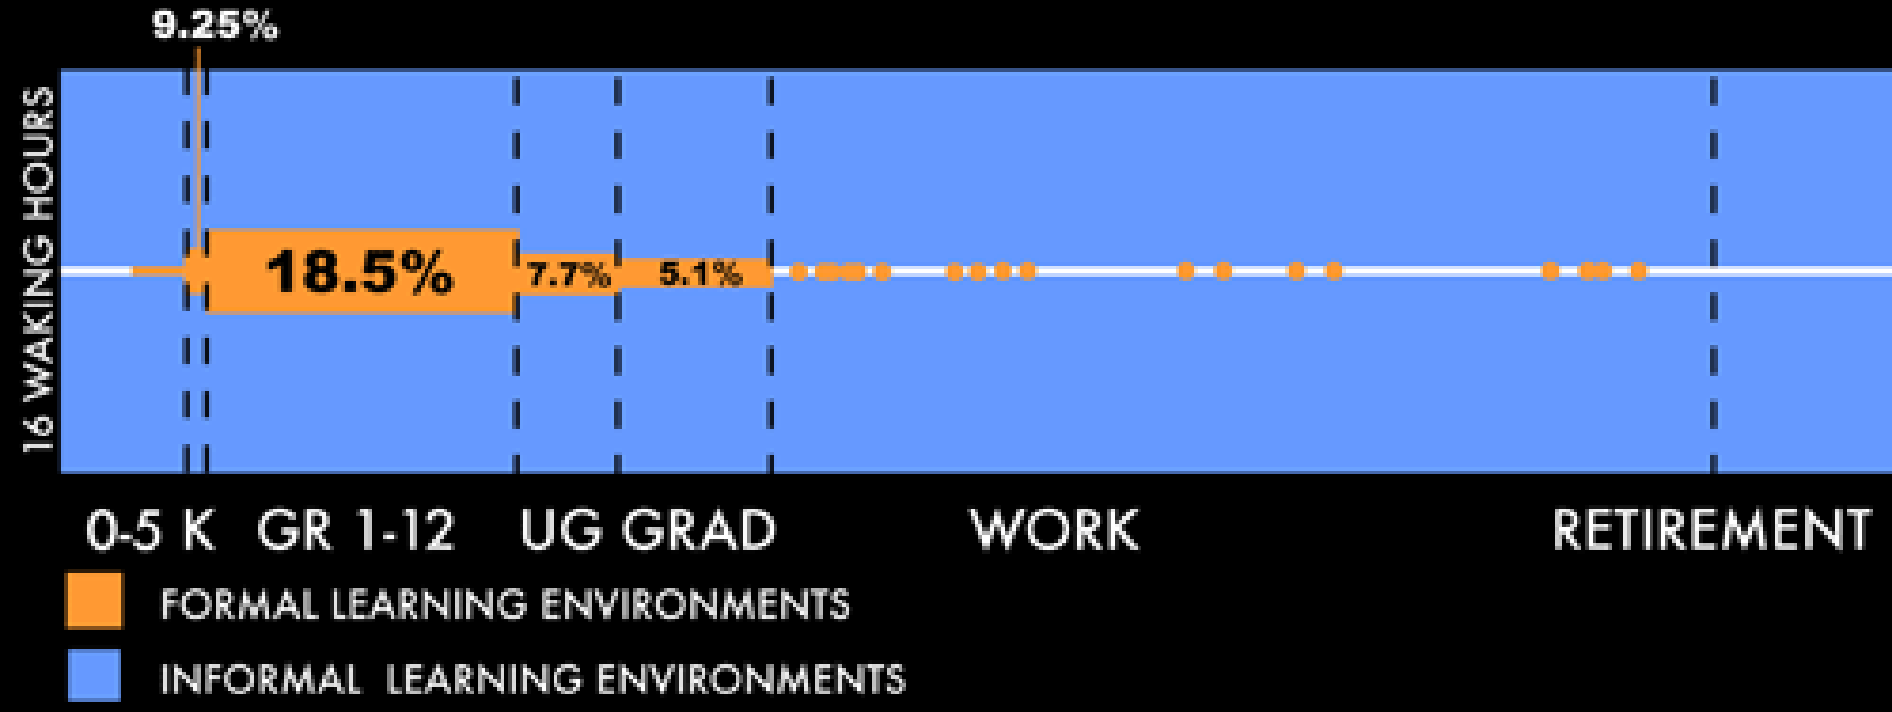 9.25%
16 WAKING HOURS
18.5%
7.7%
5.1%
0-5 K GR 1-12 UG GRAD WORK RETIREMENT
FORMAL LEARNING ENVIRONMENTS
INFORMAL LEARNING ENVIRONMENTS